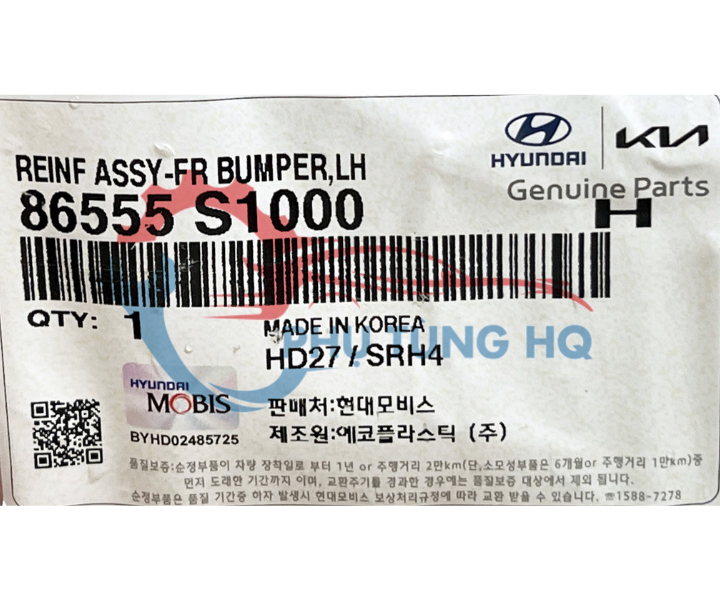 HYUNDAI
KIA
Genuine Parts
REINF ASSY-FR BUMPER,LH
86555 S1000
H
QTY: 1
MADE IN KOREA
PHỤ TÙNG HQ
HD27 / SRH4
HYUNDAI
MOBIS
판매처:현대모비스
BYHD02485725
제조원:에코플라스틱 (주)
품질보증:순정부품이 차량 장착일로 부터 1년 or 주행거리 2만km(단,소모성부품은 6개월or 주행거리 1만km)중
먼저 도래한 기간까지 이며, 교환주기를 경과한 경우에는 품질보증 대상에서 제외 됩니다.
순정부품은 품질 기간중 하자 발생시 현대모비스 보상처리규정에 따라 교환 받을 수 있습니다. ☎1588-7278